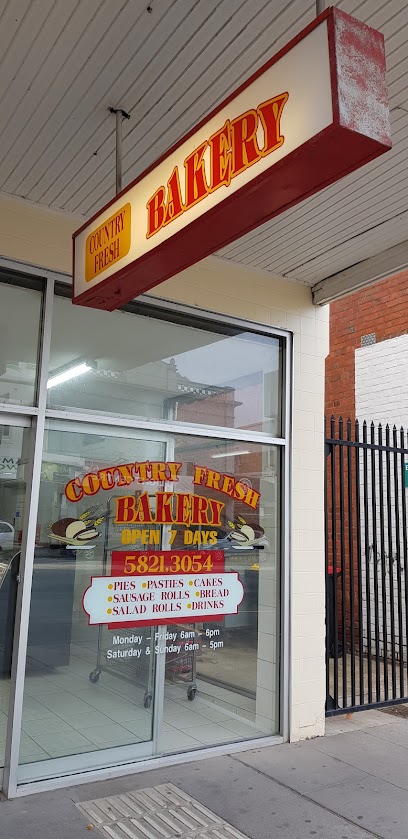 COUNTRY
FRESH
BAKERY
COUNTRY FRESH
BAKERY
OPEN 7 DAYS
5821.3054
•PIES •PASTIES •CAKES
•SAUSAGE ROLLS •BREAD
•SALAD ROLLS •DRINKS
Monday - Friday 6am - 6pm
Saturday & Sunday 6am - 5pm